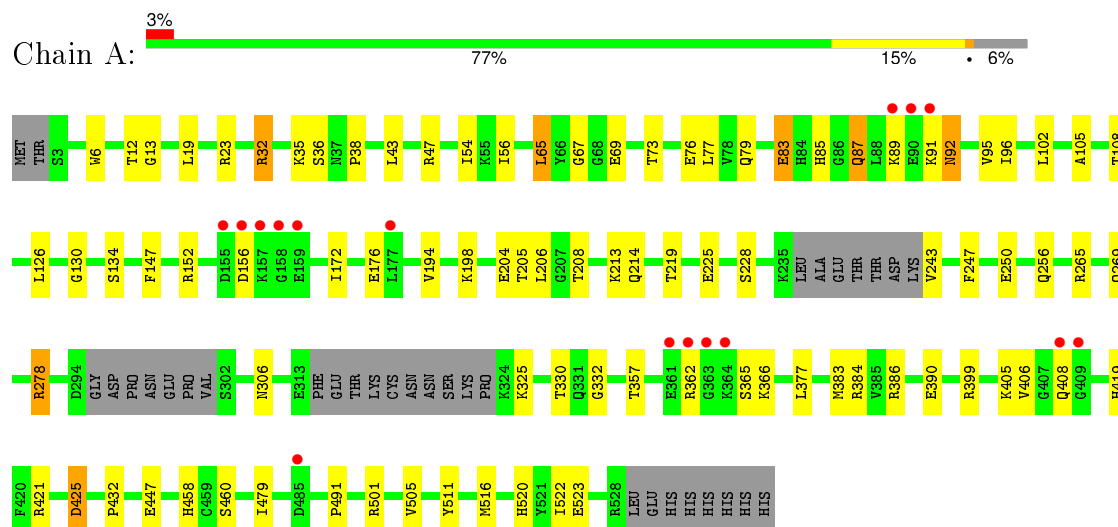 3%
Chain A:
77% 15% • 6%
MET THR S3 W6 T12 G13 L19 R23 R32 K35 S36 N37 P38 L43 R47 I54 K55 I56 L65 Y66 G67 G68 E69 T73 E76 L77 V78 Q79 E83 H84 H85 G86 Q87 L88 K89 E90 K91 N92 V95 I96 L102 A105 T108
L126 G130 S134 F147 R152 D155 D156 K157 G158 E159 I172 E176 L177 V194 K198 E204 T205 L206 G207 T208 K213 Q214 T219 E225 S228 K235 LEU ALA GLU THR THR ASP LYS V243 F247 E250 Q256 R265
R278 D294 GLY ASP PRO ASN GLU PRO VAL S302 N306 E313 PHE GLU THR LYS CYS ASN ASN SER LYS PRO K324 K325 T330 Q331 G332 T357 E361 R362 G363 K364 S365 K366 L377 M383 R384 V385 R386 E390 R399 K405 V406 G407 Q408 G409
F420 R421 D425 P432 E447 H458 C459 S460 I479 D485 P491 R501 V505 Y511 M516 H520 Y521 I522 E523 R528 LEU GLU HIS HIS HIS HIS HIS HIS